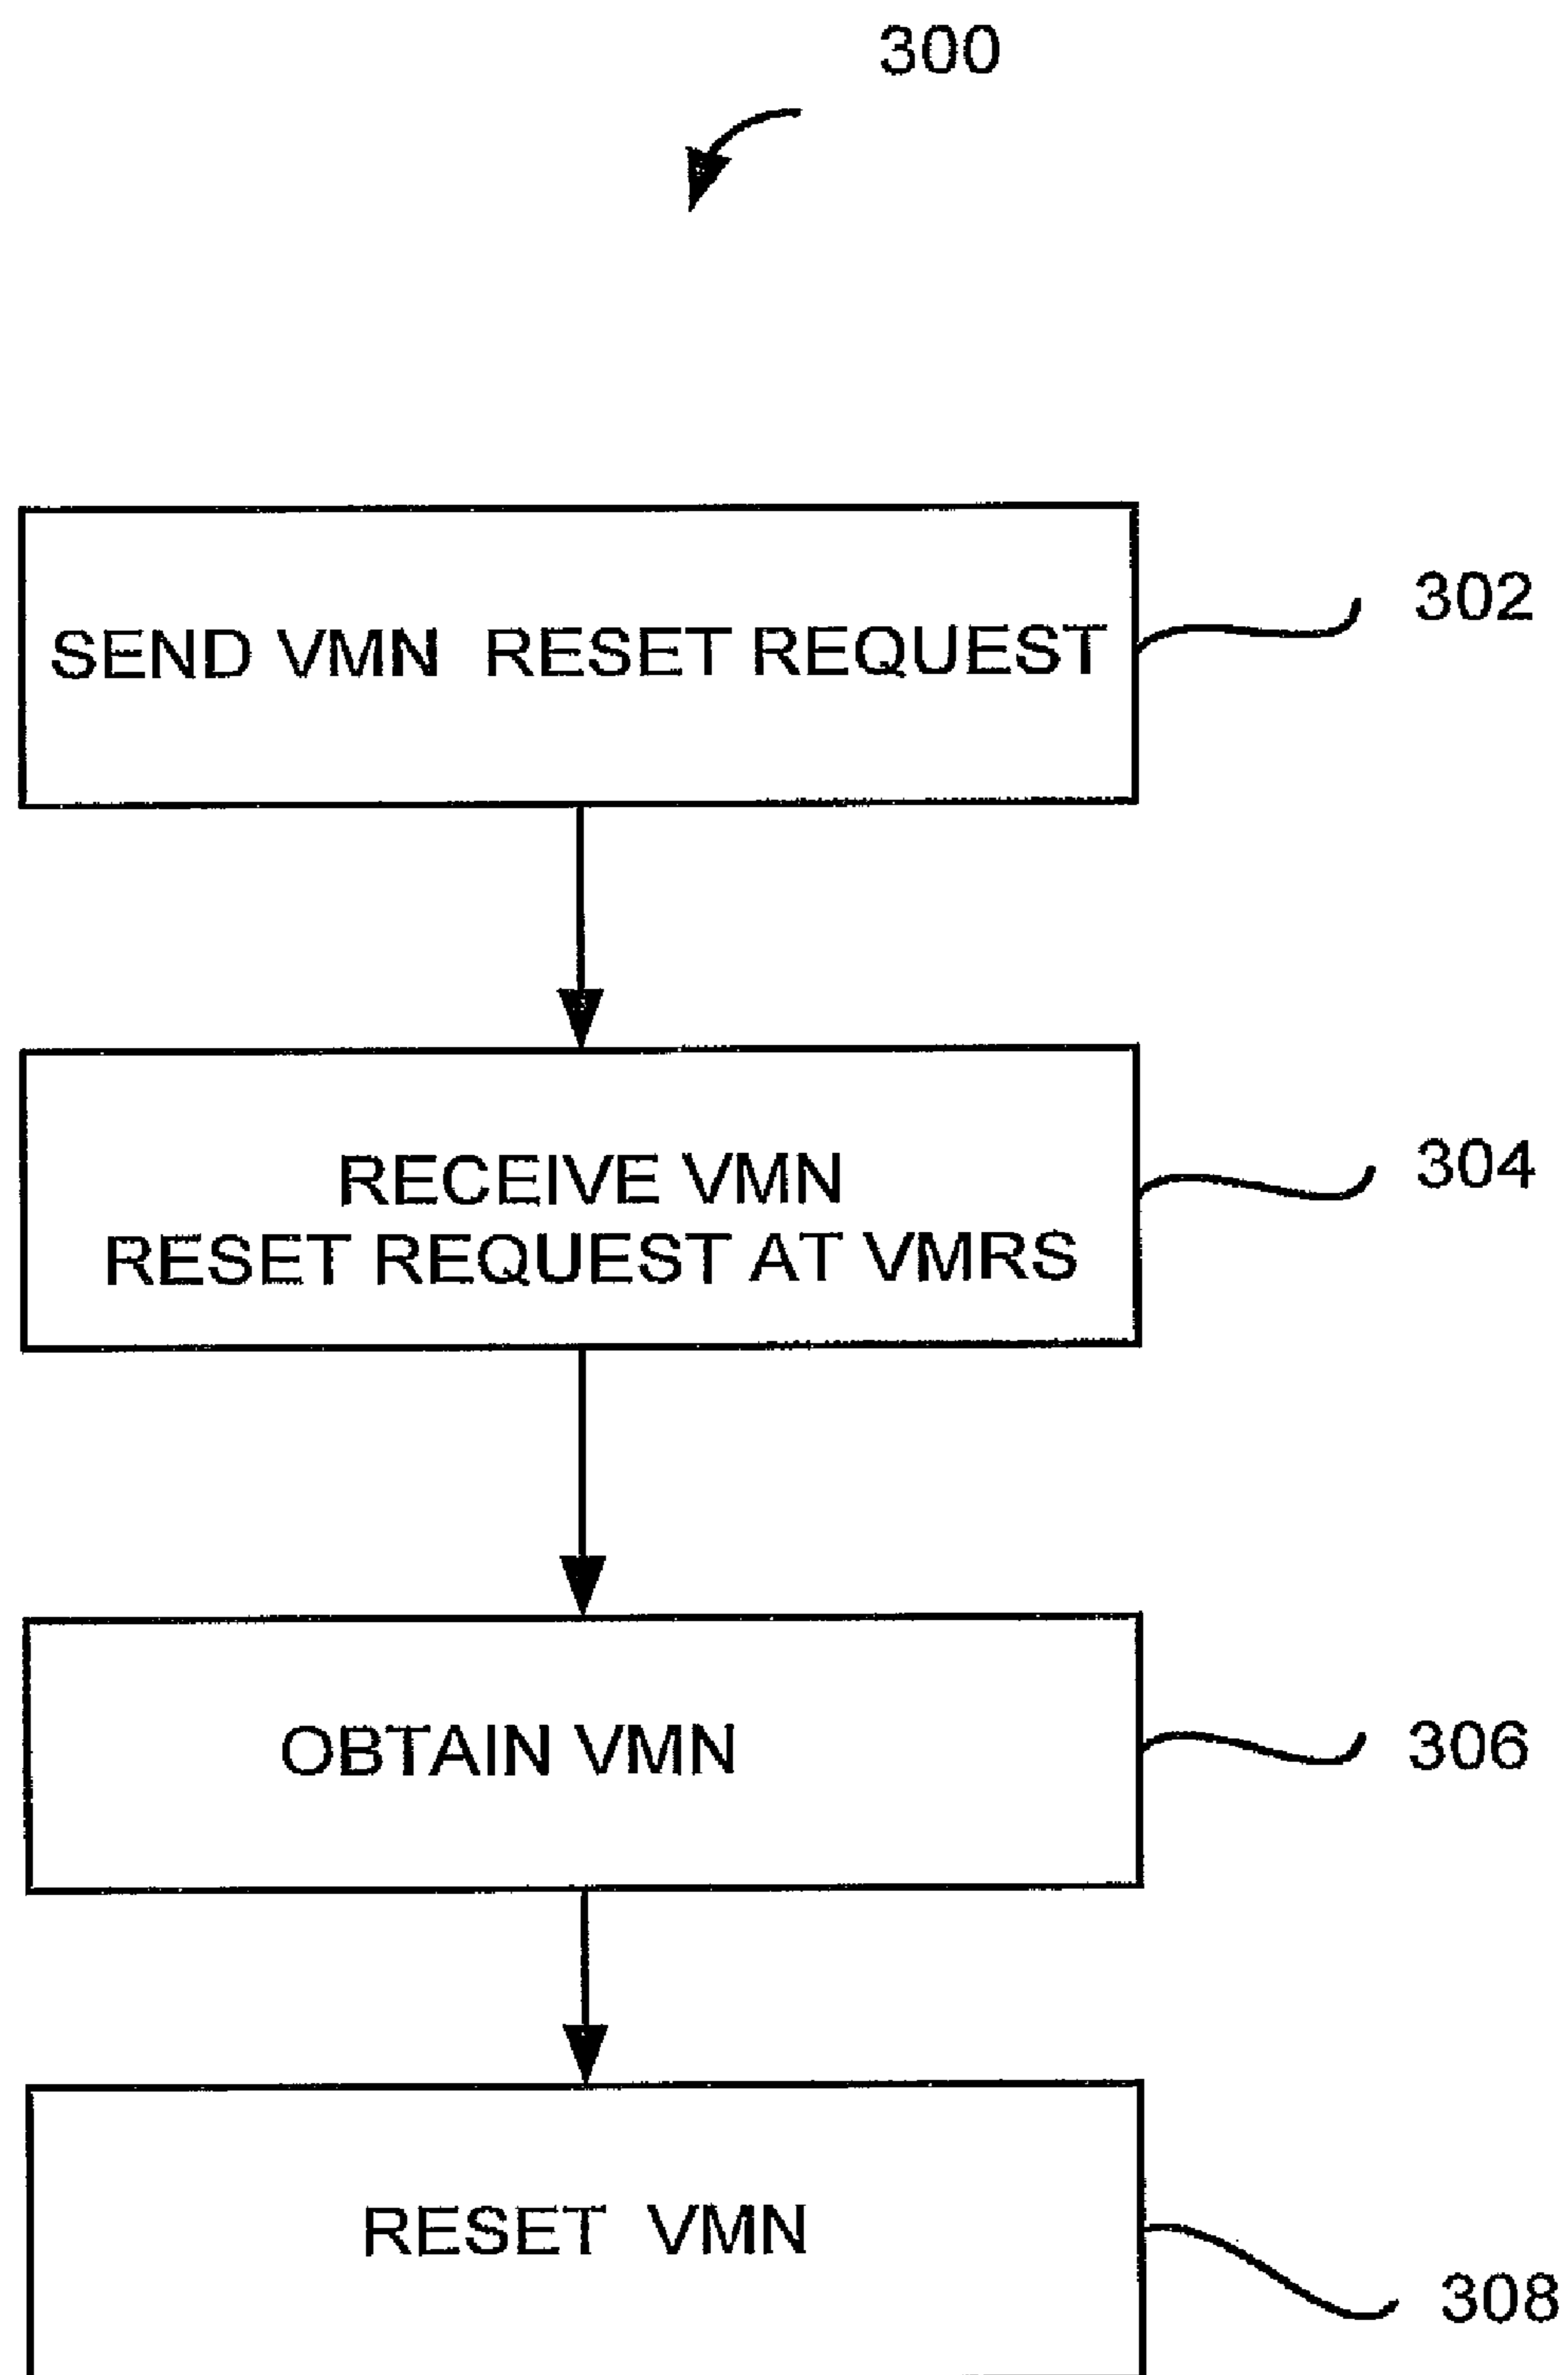 300
SEND VMN RESET REQUEST
302
RECEIVE VMN
RESET REQUEST AT VMRS
304
OBTAIN VMN
306
RESET VMN
308